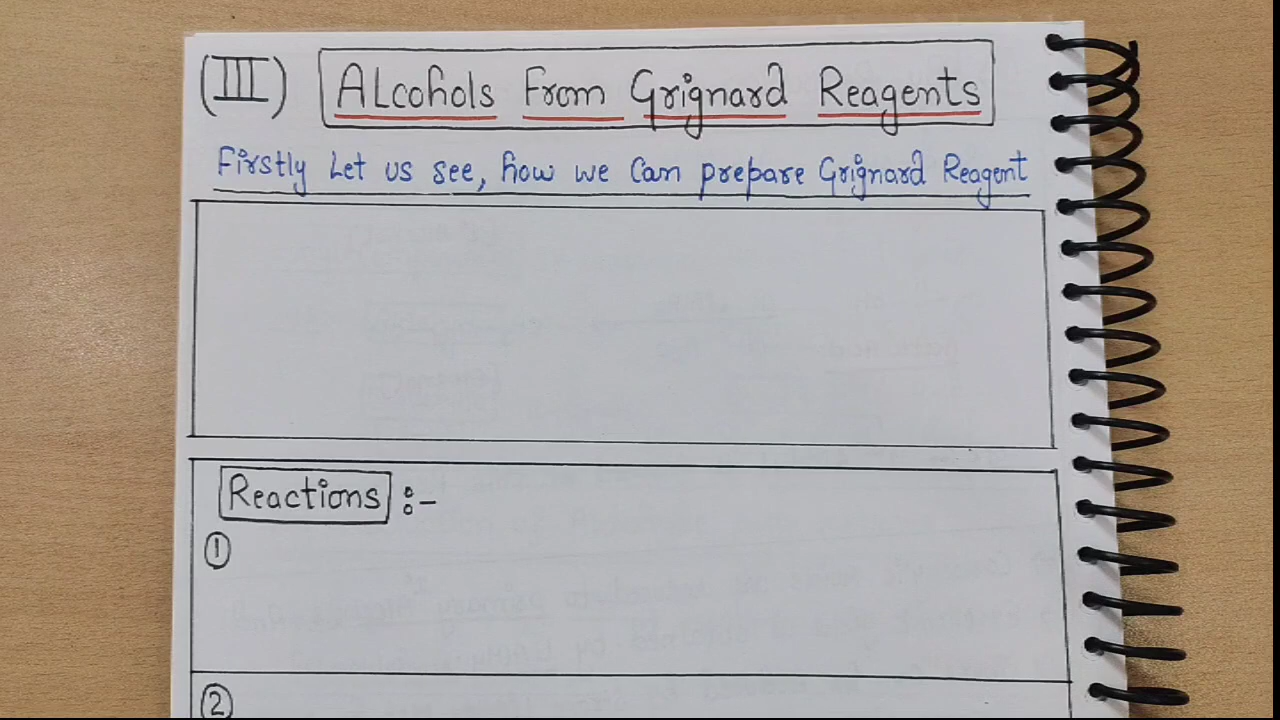 (III) Alcohols From Grignard Reagents
Firstly Let us see, how we can prepare Grignard Reagent
Reactions :-
①
②